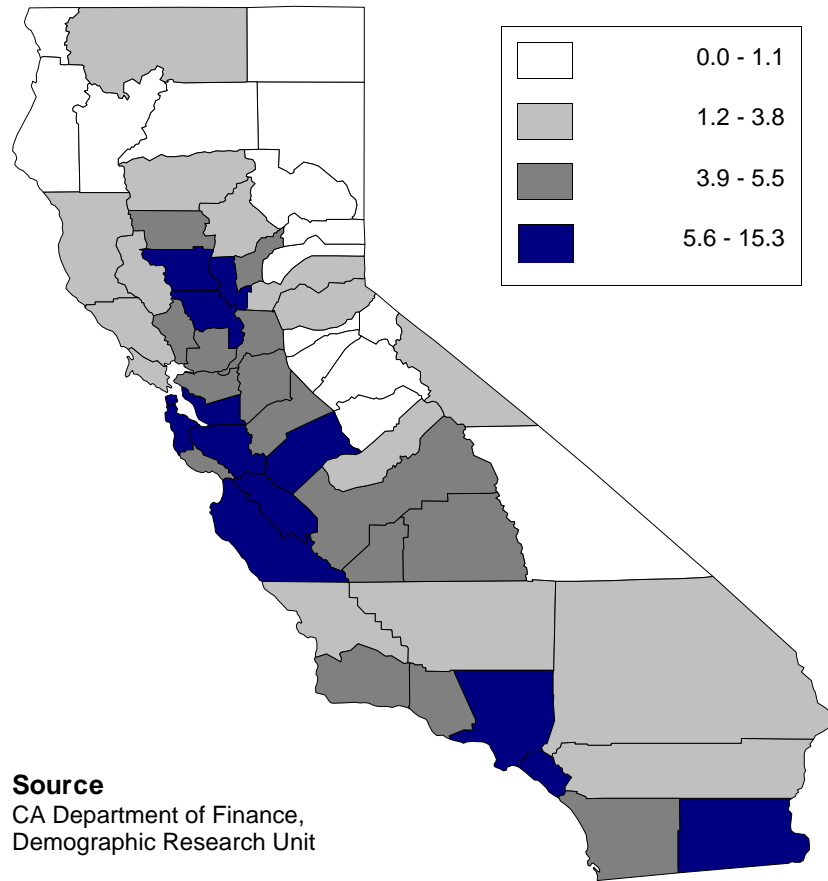 0.0 - 1.1
1.2 - 3.8
3.9 - 5.5
5.6 - 15.3
Source
CA Department of Finance,
Demographic Research Unit